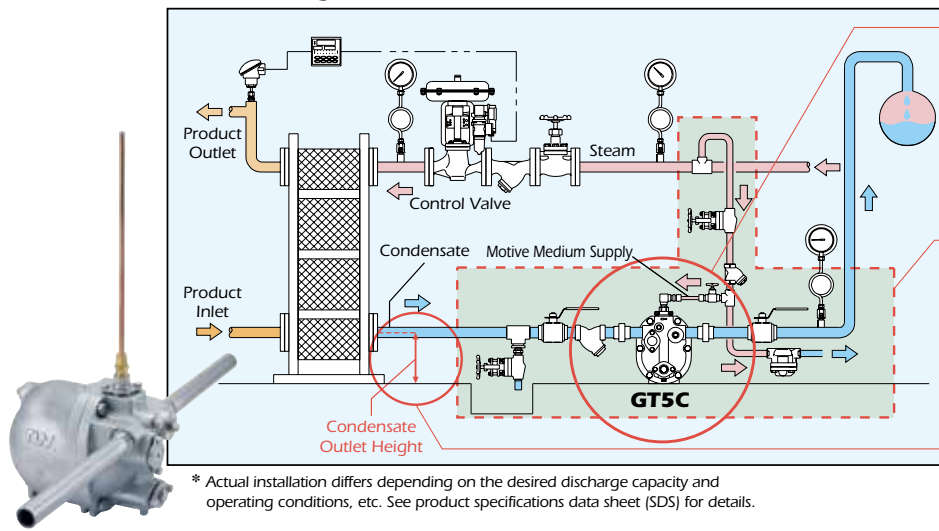 Product
Outlet
Steam
Control Valve
Condensate
Motive Medium Supply
Product
Inlet
GT5C
Condensate
Outlet Height
TLV
* Actual installation differs depending on the desired discharge capacity and
operating conditions, etc. See product specifications data sheet (SDS) for details.